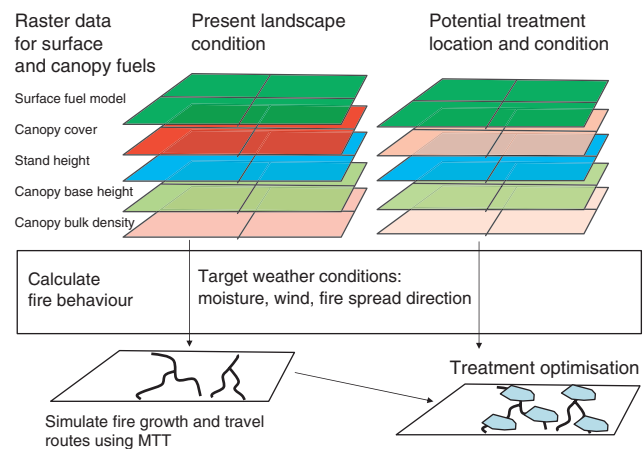 Raster data
for surface
and canopy fuels
Present landscape
condition
Potential treatment
location and condition
Surface fuel model
Canopy cover
Stand height
Canopy base height
Canopy bulk density
Calculate
fire behaviour
Target weather conditions:
moisture, wind, fire spread direction
Simulate fire growth and travel
routes using MTT
Treatment optimisation